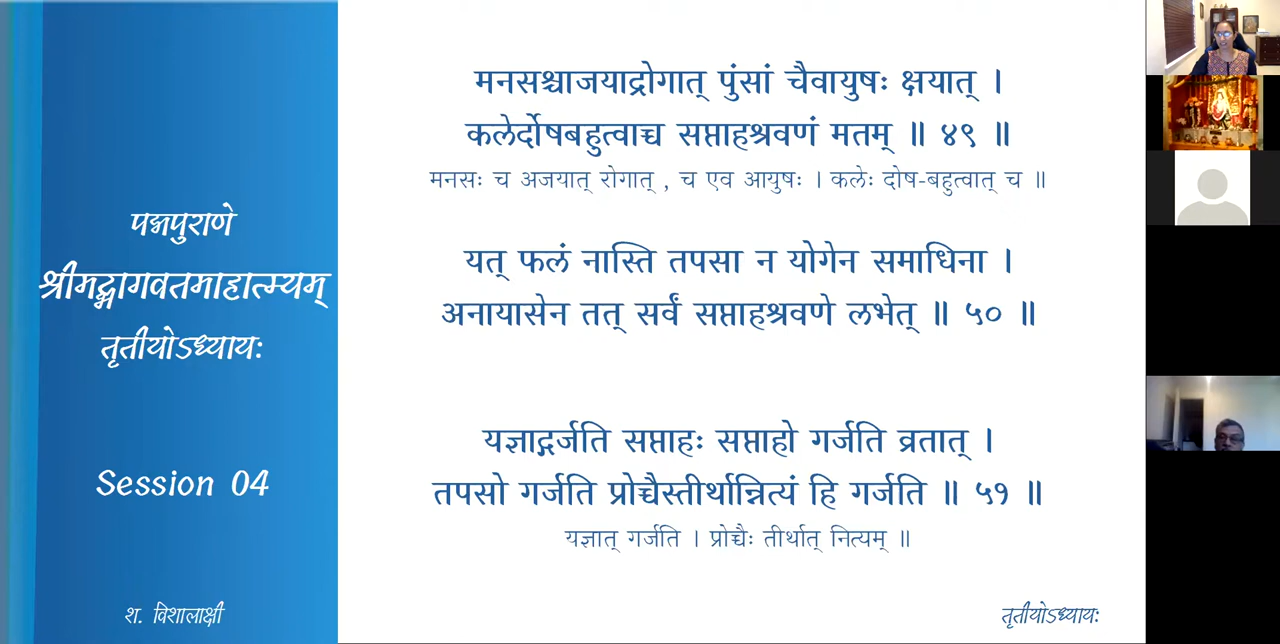 पद्मपुराणे
श्रीमद्भागवतमाहात्म्यम्
तृतीयोऽध्यायः
Session 04
श. विशालाक्षी
मनसश्चाजयाद्रोगात् पुंसां चैवायुषः क्षयात् ।
कलेर्दोषबहुत्वाच्च सप्ताहश्रवणं मतम् ॥ ४९ ॥
मनसः च अजयात् रोगात् , च एव आयुषः । कलेः दोष-बहुत्वात् च ॥
यत् फलं नास्ति तपसा न योगेन समाधिना ।
अनायासेन तत् सर्वं सप्ताहश्रवणे लभेत् ॥ ५० ॥
यज्ञाद्गर्जति सप्ताहः सप्ताहो गर्जति व्रतात् ।
तपसो गर्जति प्रोच्चैस्तीर्थान्नित्यं हि गर्जति ॥ ५१ ॥
यज्ञात् गर्जति । प्रोच्चैः तीर्थात् नित्यम् ॥
तृतीयोऽध्यायः